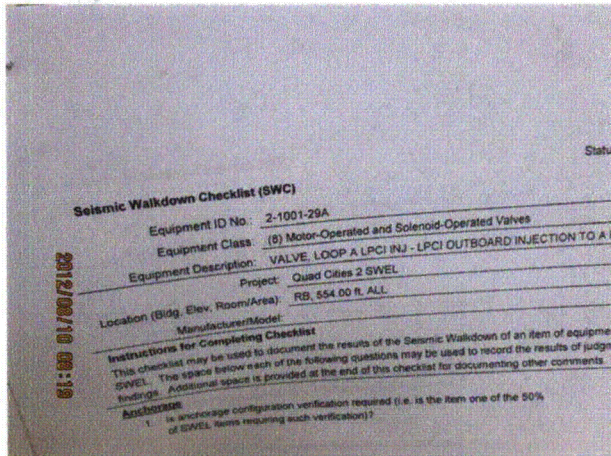 Statu
Seismic Walkdown Checklist (SWC)
Equipment ID No.: 2-1001-29A
Equipment Class: (8) Motor-Operated and Solenoid-Operated Valves
Equipment Description: VALVE, LOOP A LPCI INJ - LPCI OUTBOARD INJECTION TO A
Project: Quad Cities 2 SWEL
Location (Bldg, Elev, Room/Area): RB, 554.00 ft, ALL
Manufacturer/Model:
Instructions for Completing Checklist
This checklist may be used to document the results of the Seismic Walkdown of an item of equipme
SWEL. The space below each of the following questions may be used to record the results of judgm
findings. Additional space is provided at the end of this checklist for documenting other comments.
Anchorage
1. Is anchorage configuration verification required (i.e. is the item one of the 50%
of SWEL items requiring such verification)?